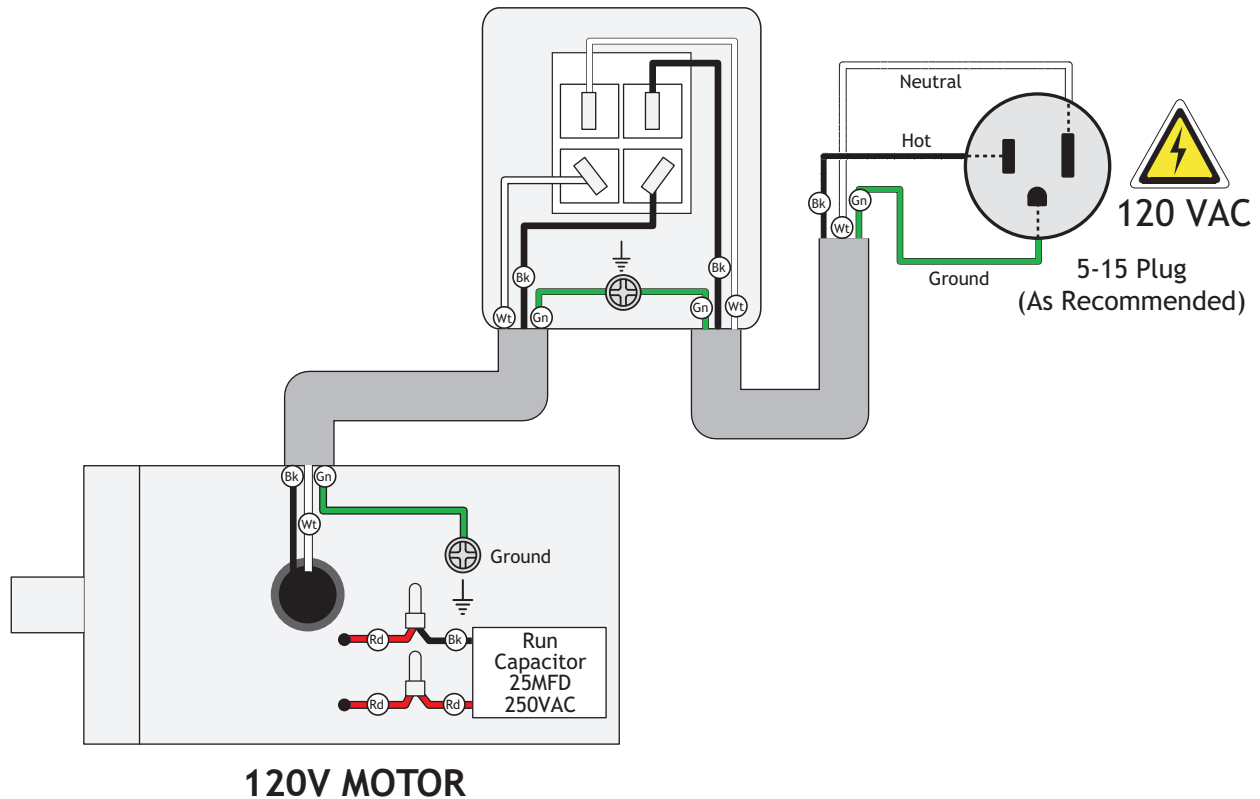 Neutral
Hot
Bk
Gn
Wt
Ground
120 VAC
5-15 Plug
(As Recommended)
Bk
Bk
Wt
Gn
Gn
Wt
Bk
Gn
Wt
Ground
Rd
Bk
Rd
Rd
Run
Capacitor
25MFD
250VAC
120V MOTOR